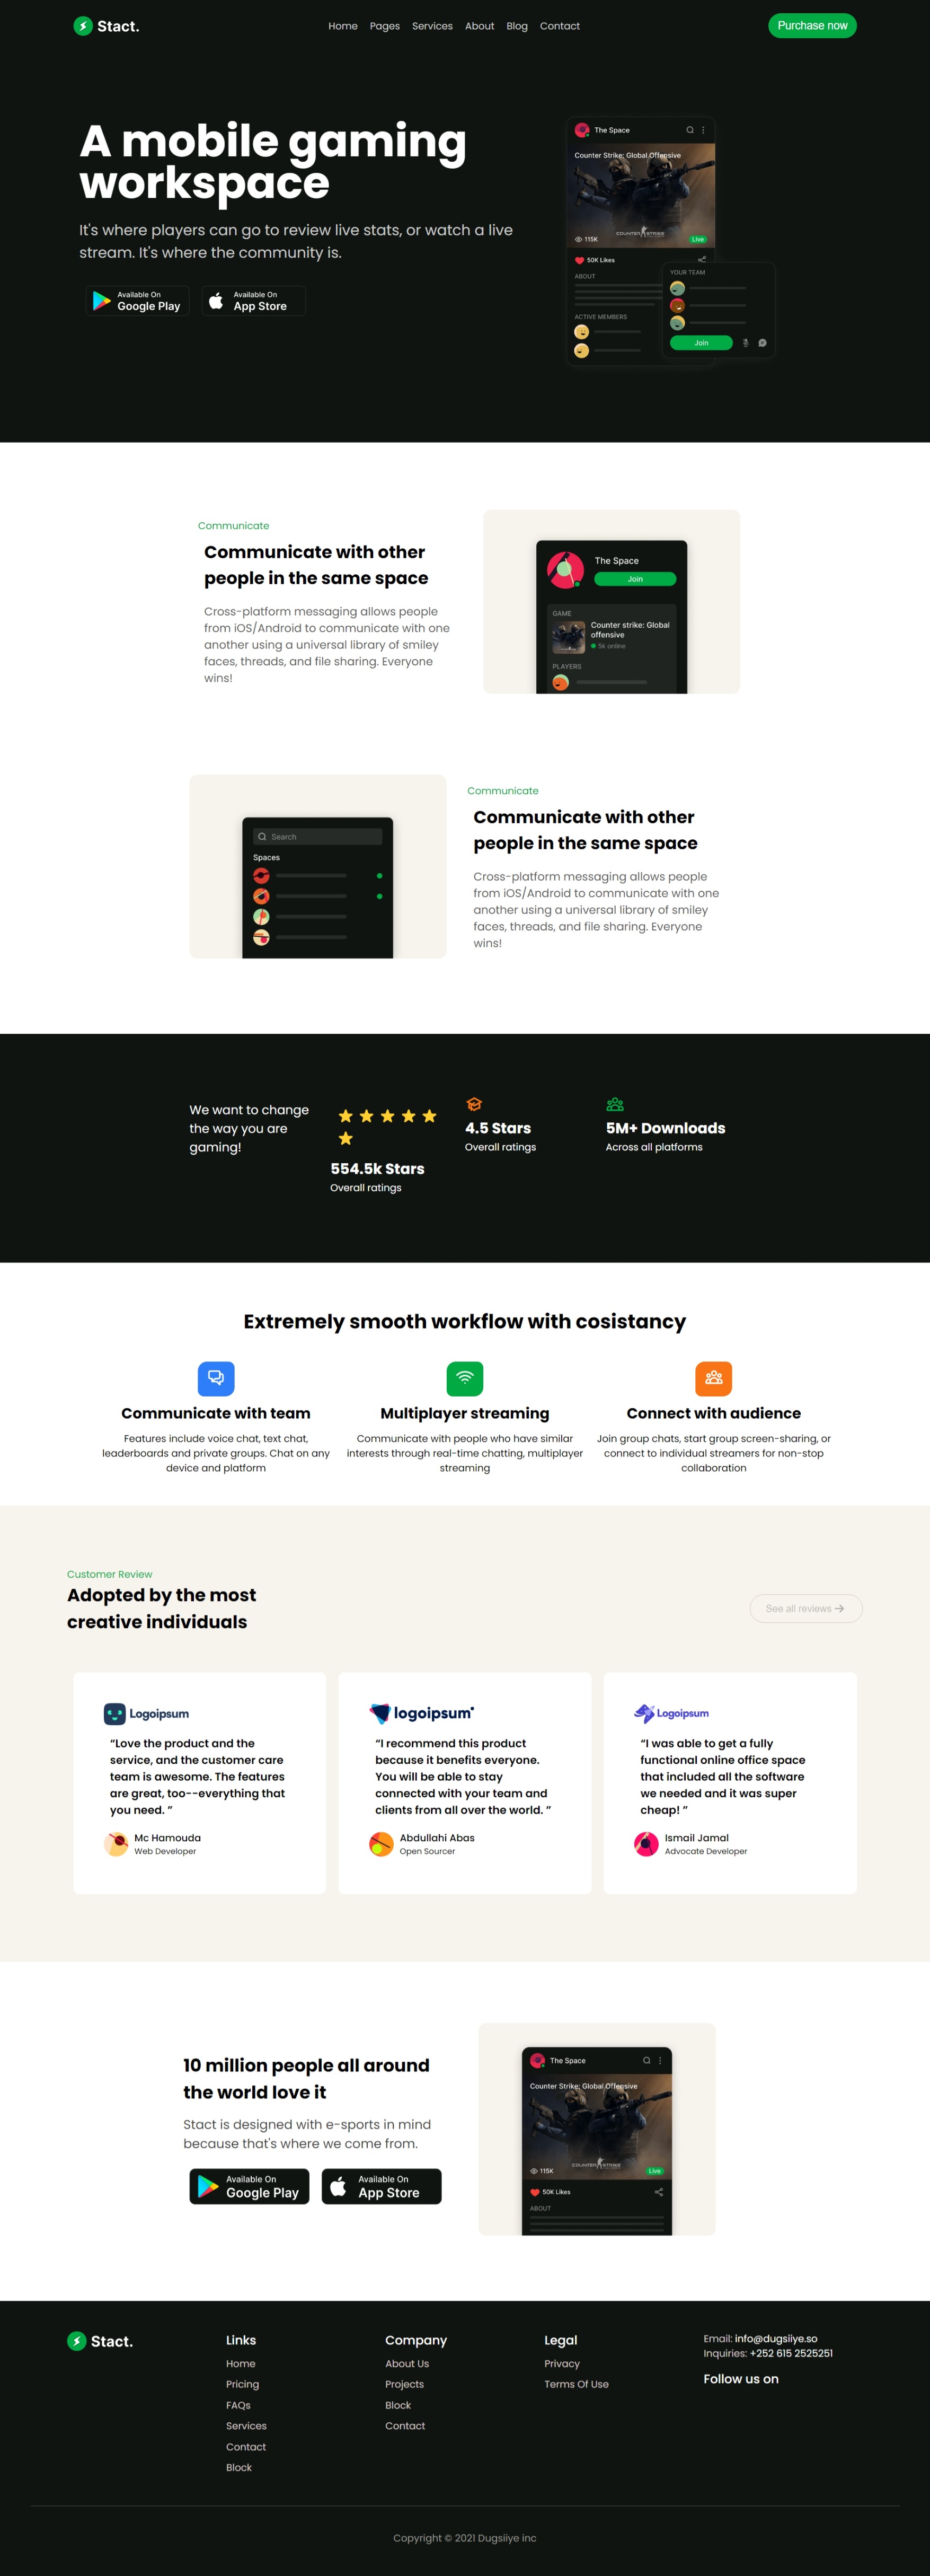 Stact.
Home Pages Services About Blog Contact
Purchase now
A mobile gaming
workspace
It's where players can go to review live stats, or watch a live
stream. It's where the community is.
Available On
Google Play
Available On
App Store
The Space
Counter Strike: Global Offensive
COUNTER STRIKE
115K
Live
50K Likes
ABOUT
ACTIVE MEMBERS
YOUR TEAM
Join
Communicate
Communicate with other
people in the same space
Cross-platform messaging allows people
from iOS/Android to communicate with one
another using a universal library of smiley
faces, threads, and file sharing. Everyone
wins!
The Space
Join
GAME
Counter strike: Global
offensive
5k online
PLAYERS
Search
Spaces
Communicate
Communicate with other
people in the same space
Cross-platform messaging allows people
from iOS/Android to communicate with one
another using a universal library of smiley
faces, threads, and file sharing. Everyone
wins!
We want to change
the way you are
gaming!
554.5k Stars
Overall ratings
4.5 Stars
Overall ratings
5M+ Downloads
Across all platforms
Extremely smooth workflow with cosistancy
Communicate with team
Features include voice chat, text chat,
leaderboards and private groups. Chat on any
device and platform
Multiplayer streaming
Communicate with people who have similar
interests through real-time chatting, multiplayer
streaming
Connect with audience
Join group chats, start group screen-sharing, or
connect to individual streamers for non-stop
collaboration
Customer Review
Adopted by the most
creative individuals
See all reviews →
Logoipsum
“Love the product and the
service, and the customer care
team is awesome. The features
are great, too--everything that
you need. ”
Mc Hamouda
Web Developer
logoipsum
“I recommend this product
because it benefits everyone.
You will be able to stay
connected with your team and
clients from all over the world. ”
Abdullahi Abas
Open Sourcer
Logoipsum
“I was able to get a fully
functional online office space
that included all the software
we needed and it was super
cheap! ”
Ismail Jamal
Advocate Developer
10 million people all around
the world love it
Stact is designed with e-sports in mind
because that's where we come from.
Available On
Google Play
Available On
App Store
The Space
Counter Strike: Global Offensive
COUNTER STRIKE
115K
Live
50K Likes
ABOUT
Stact.
Links
Home
Pricing
FAQs
Services
Contact
Block
Company
About Us
Projects
Block
Contact
Legal
Privacy
Terms Of Use
Email: info@dugsiiye.so
Inquiries: +252 615 2525251
Follow us on
Copyright © 2021 Dugsiiye inc